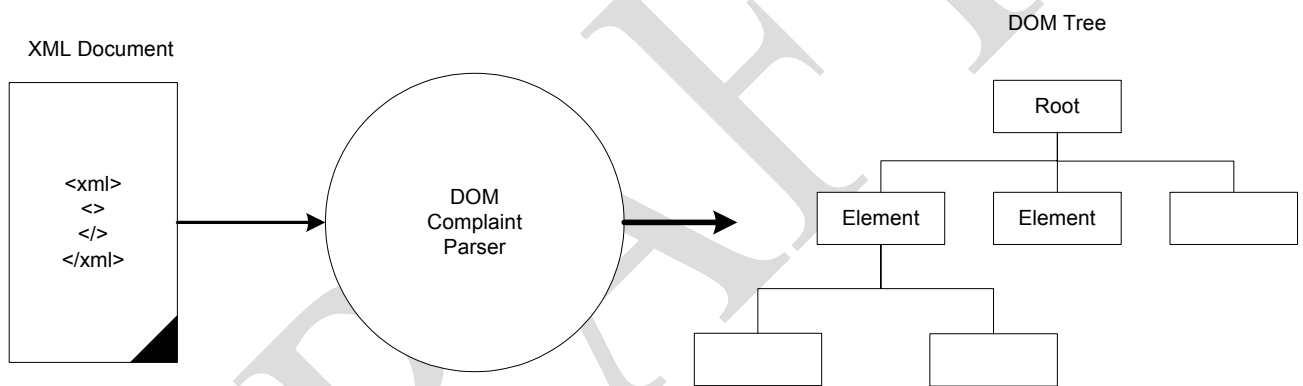 XML Document
<xml>
<>
</>
</xml>
DOM
Complaint
Parser
DOM Tree
Root
Element
Element